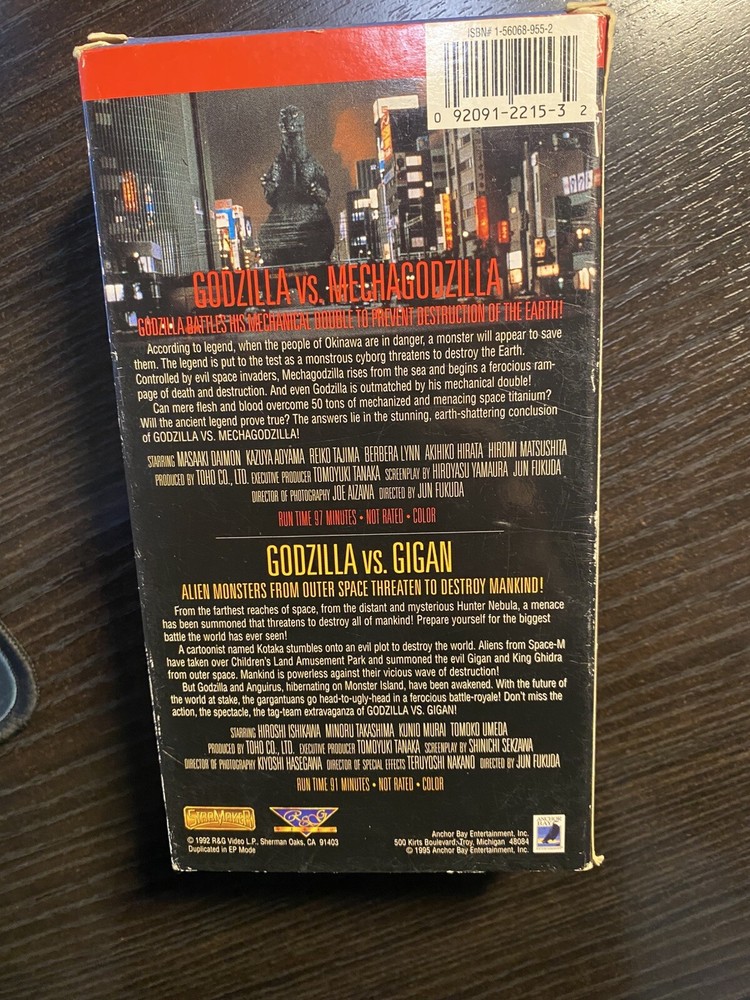 ISBN# 1-56068-955-2
0 92091-2215-3 2
GODZILLA vs. MECHAGODZILLA
GODZILLA BATTLES HIS MECHANICAL DOUBLE TO PREVENT DESTRUCTION OF THE EARTH!
According to legend, when the people of Okinawa are in danger, a monster will appear to save
them. The legend is put to the test as a monstrous cyborg threatens to destroy the Earth.
Controlled by evil space invaders, Mechagodzilla rises from the sea and begins a ferocious ram-
page of death and destruction. And even Godzilla is outmatched by his mechanical double!
Can mere flesh and blood overcome 50 tons of mechanized and menacing space titanium?
Will the ancient legend prove true? The answers lie in the stunning, earth-shattering conclusion
of GODZILLA VS. MECHAGODZILLA!
STARRING MASAAKI DAIMON KAZUYA AOYAMA REIKO TAJIMA BERBERA LYNN AKIHIKO HIRATA HIROMI MATSUSHITA
PRODUCED BY TOHO CO., LTD. EXECUTIVE PRODUCER TOMOYUKI TANAKA SCREENPLAY BY HIROYASU YAMAURA JUN FUKUDA
DIRECTOR OF PHOTOGRAPHY JOE AIZAWA DIRECTED BY JUN FUKUDA
RUN TIME 97 MINUTES • NOT RATED • COLOR
GODZILLA vs. GIGAN
ALIEN MONSTERS FROM OUTER SPACE THREATEN TO DESTROY MANKIND!
From the farthest reaches of space, from the distant and mysterious Hunter Nebula, a menace
has been summoned that threatens to destroy all of mankind! Prepare yourself for the biggest
battle the world has ever seen!
A cartoonist named Kotaka stumbles onto an evil plot to destroy the world. Aliens from Space-M
have taken over Children's Land Amusement Park and summoned the evil Gigan and King Ghidra
from outer space. Mankind is powerless against their vicious wave of destruction!
But Godzilla and Anguirus, hibernating on Monster Island, have been awakened. With the future of
the world at stake, the gargantuans go head-to-ugly-head in a ferocious battle-royale! Don't miss the
action, the spectacle, the tag-team extravaganza of GODZILLA VS. GIGAN!
STARRING HIROSHI ISHIKAWA MINORU TAKASHIMA KUNIO MURAI TOMOKO UMEDA
PRODUCED BY TOHO CO., LTD. EXECUTIVE PRODUCER TOMOYUKI TANAKA SCREENPLAY BY SHINICHI SEKZAWA
DIRECTOR OF PHOTOGRAPHY KIYOSHI HASEGAWA DIRECTOR OF SPECIAL EFFECTS TERUYOSHI NAKANO DIRECTED BY JUN FUKUDA
RUN TIME 91 MINUTES • NOT RATED • COLOR
STARMAKER
R&G
ANCHOR BAY
© 1992 R&G Video L.P., Sherman Oaks, CA 91403
Duplicated in EP Mode
Anchor Bay Entertainment, Inc.
500 Kirts Boulevard, Troy, Michigan 48084
© 1995 Anchor Bay Entertainment, Inc.